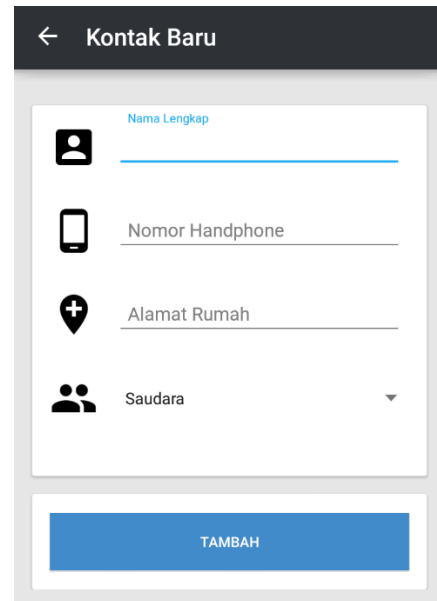 Kontak Baru
Nama Lengkap
Nomor Handphone
Alamat Rumah
Saudara
TAMBAH